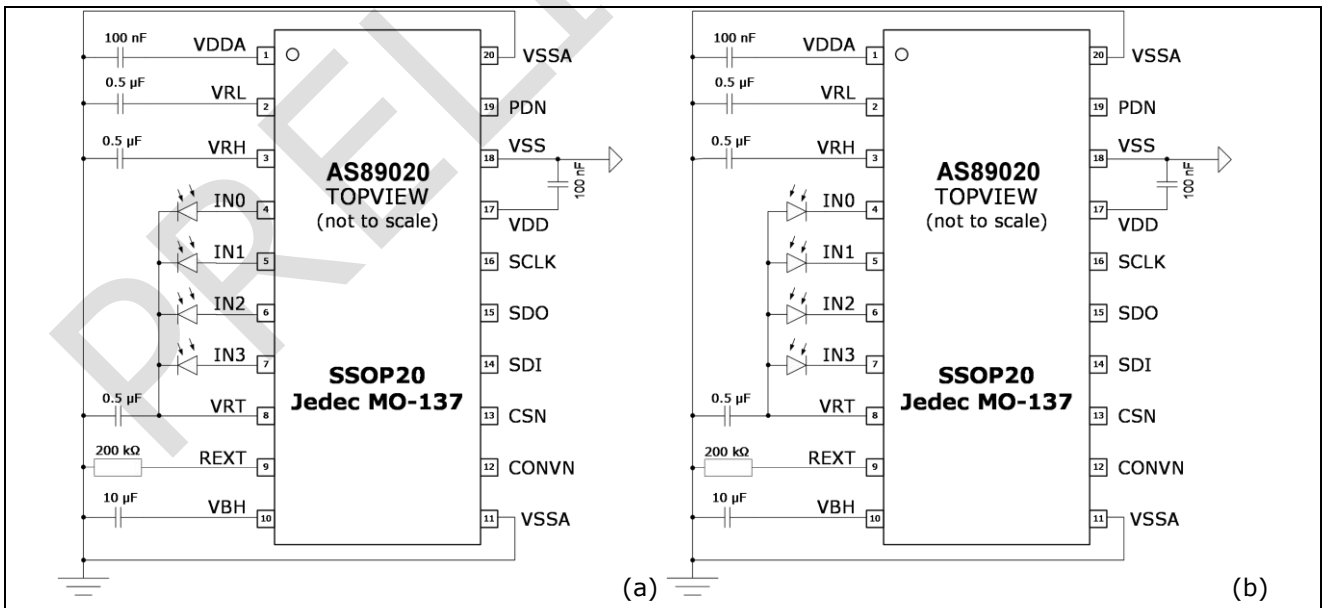 PRELI
100 nF VDDA 1 20 VSSA
0.5 µF VRL 2 19 PDN
0.5 µF VRH 3 18 VSS
AS89020
TOPVIEW
(not to scale)
100 nF
IN0 4 17 VDD
IN1 5 16 SCLK
IN2 6 15 SDO
IN3 7 14 SDI
SSOP20
Jedec MO-137
0.5 µF VRT 8 13 CSN
200 kΩ REXT 9 12 CONVN
10 µF VBH 10 11 VSSA
(a)
100 nF VDDA 1 20 VSSA
0.5 µF VRL 2 19 PDN
0.5 µF VRH 3 18 VSS
AS89020
TOPVIEW
(not to scale)
100 nF
IN0 4 17 VDD
IN1 5 16 SCLK
IN2 6 15 SDO
IN3 7 14 SDI
SSOP20
Jedec MO-137
0.5 µF VRT 8 13 CSN
200 kΩ REXT 9 12 CONVN
10 µF VBH 10 11 VSSA
(b)